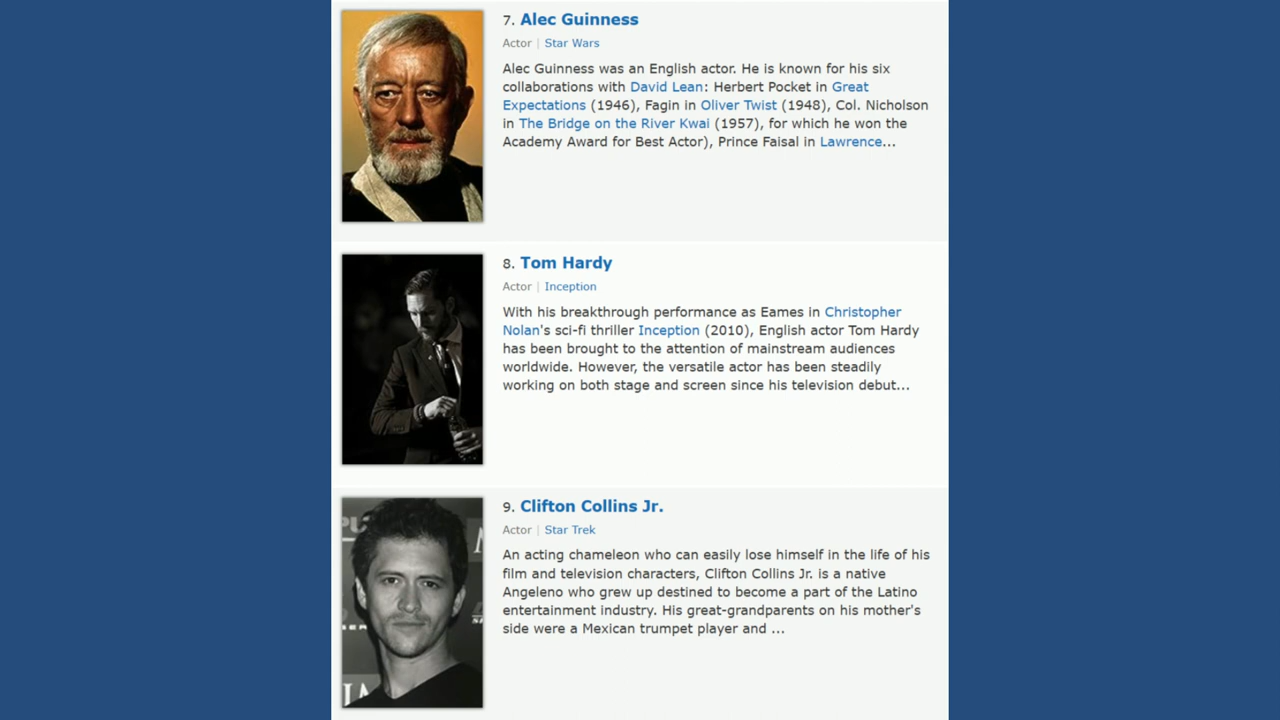 7. Alec Guinness
Actor | Star Wars
Alec Guinness was an English actor. He is known for his six
collaborations with David Lean: Herbert Pocket in Great
Expectations (1946), Fagin in Oliver Twist (1948), Col. Nicholson
in The Bridge on the River Kwai (1957), for which he won the
Academy Award for Best Actor), Prince Faisal in Lawrence...
8. Tom Hardy
Actor | Inception
With his breakthrough performance as Eames in Christopher
Nolan's sci-fi thriller Inception (2010), English actor Tom Hardy
has been brought to the attention of mainstream audiences
worldwide. However, the versatile actor has been steadily
working on both stage and screen since his television debut...
9. Clifton Collins Jr.
Actor | Star Trek
An acting chameleon who can easily lose himself in the life of his
film and television characters, Clifton Collins Jr. is a native
Angeleno who grew up destined to become a part of the Latino
entertainment industry. His great-grandparents on his mother's
side were a Mexican trumpet player and ...